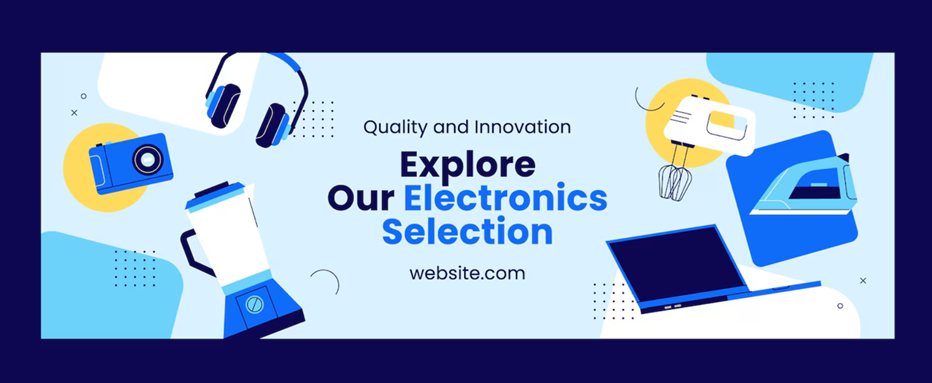 Quality and Innovation
Explore
Our Electronics
Selection
website.com